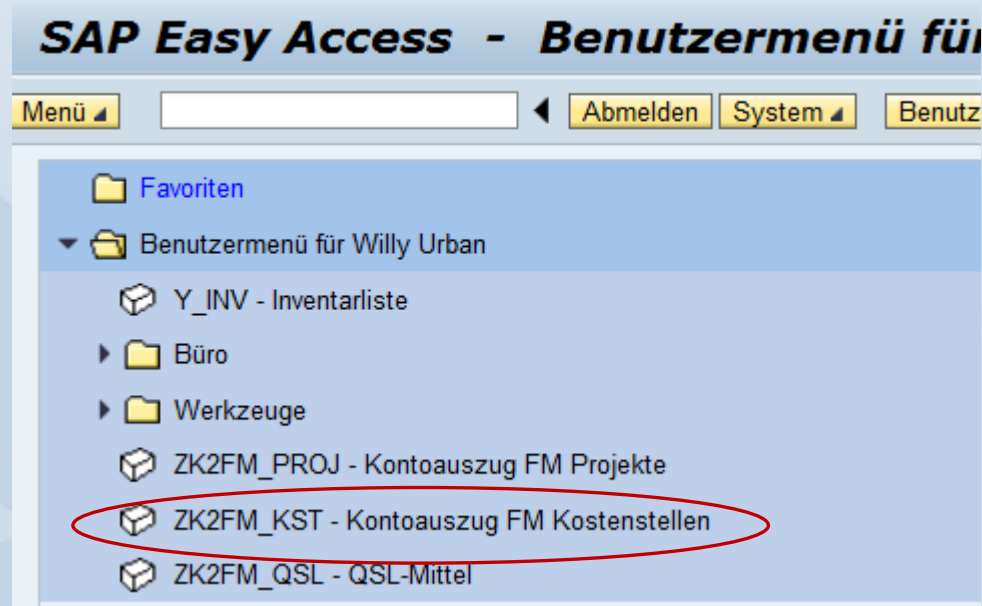 SAP Easy Access - Benutzermenü für
Menü Abmelden System Benutz
Favoriten
Benutzermenü für Willy Urban
Y_INV - Inventarliste
Büro
Werkzeuge
ZK2FM_PROJ - Kontoauszug FM Projekte
ZK2FM_KST - Kontoauszug FM Kostenstellen
ZK2FM_QSL - QSL-Mittel